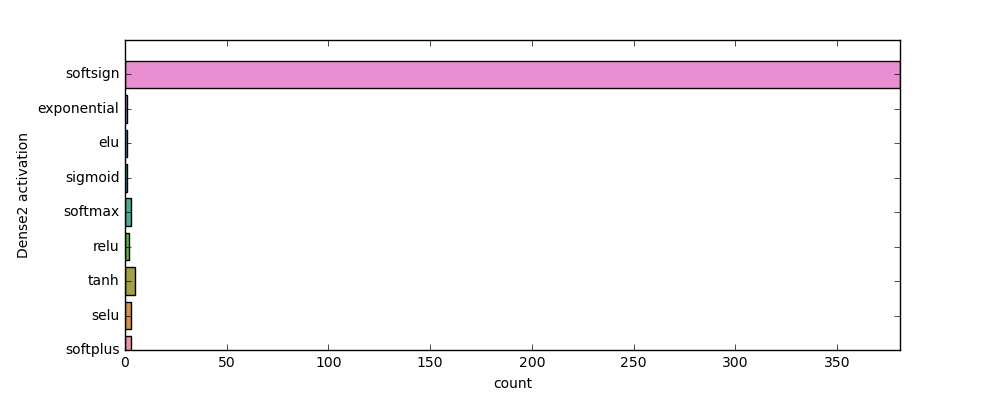 softsign
exponential
elu
sigmoid
softmax
relu
tanh
selu
softplus
Dense2 activation
0 50 100 150 200 250 300 350
count